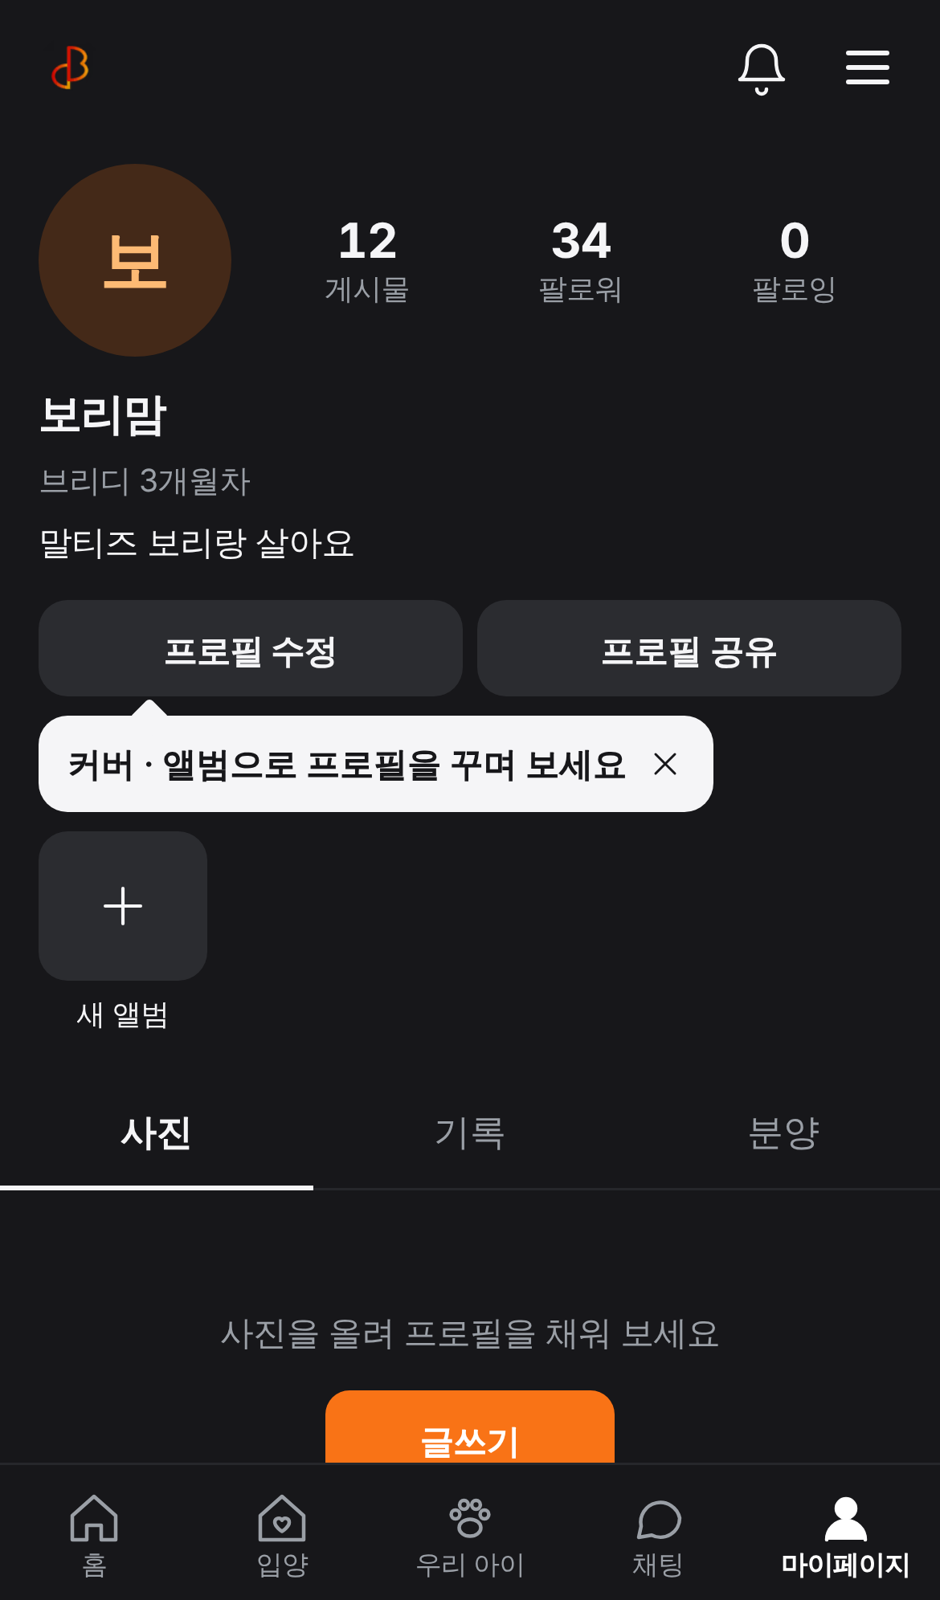 보
12
게시물
34
팔로워
0
팔로잉
보리맘
브리디 3개월차
말티즈 보리랑 살아요
프로필 수정
프로필 공유
커버 · 앨범으로 프로필을 꾸며 보세요
새 앨범
사진
기록
분양
사진을 올려 프로필을 채워 보세요
글쓰기
홈
입양
우리 아이
채팅
마이페이지